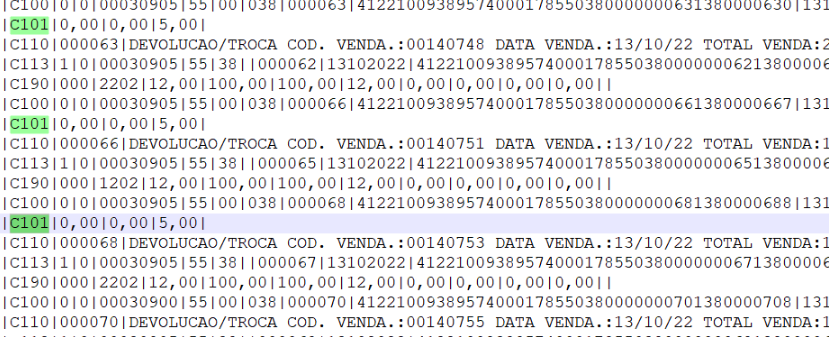 |C100|0|0|00030900|55|00|038|000063|41221009389574000178550380000000631380000630|131
|C101|0,00|0,00|5,00|
|C110|000063|DEVOLUCAO/TROCA COD. VENDA.:00140748 DATA VENDA.:13/10/22 TOTAL VENDA:2
|C113|1|0|00030905|55|38||000062|13102022|4122100938957400017855038000000062138000006
|C190|000|2202|12,00|100,00|100,00|12,00|0,00|0,00|0,00|0,00||
|C100|0|0|00030905|55|00|038|000066|41221009389574000178550380000000661380000667|131
|C101|0,00|0,00|5,00|
|C110|000066|DEVOLUCAO/TROCA COD. VENDA.:00140751 DATA VENDA.:13/10/22 TOTAL VENDA:1
|C113|1|0|00030905|55|38||000065|13102022|4122100938957400017855038000000065138000006
|C190|000|1202|12,00|100,00|100,00|12,00|0,00|0,00|0,00|0,00||
|C100|0|0|00030905|55|00|038|000068|41221009389574000178550380000000681380000688|131
|C101|0,00|0,00|5,00|
|C110|000068|DEVOLUCAO/TROCA COD. VENDA.:00140753 DATA VENDA.:13/10/22 TOTAL VENDA:1
|C113|1|0|00030905|55|38||000067|13102022|4122100938957400017855038000000067138000006
|C190|000|2202|12,00|100,00|100,00|12,00|0,00|0,00|0,00|0,00||
|C100|0|0|00030900|55|00|038|000070|41221009389574000178550380000000701380000708|131
|C110|000070|DEVOLUCAO/TROCA COD. VENDA.:00140755 DATA VENDA.:13/10/22 TOTAL VENDA:1